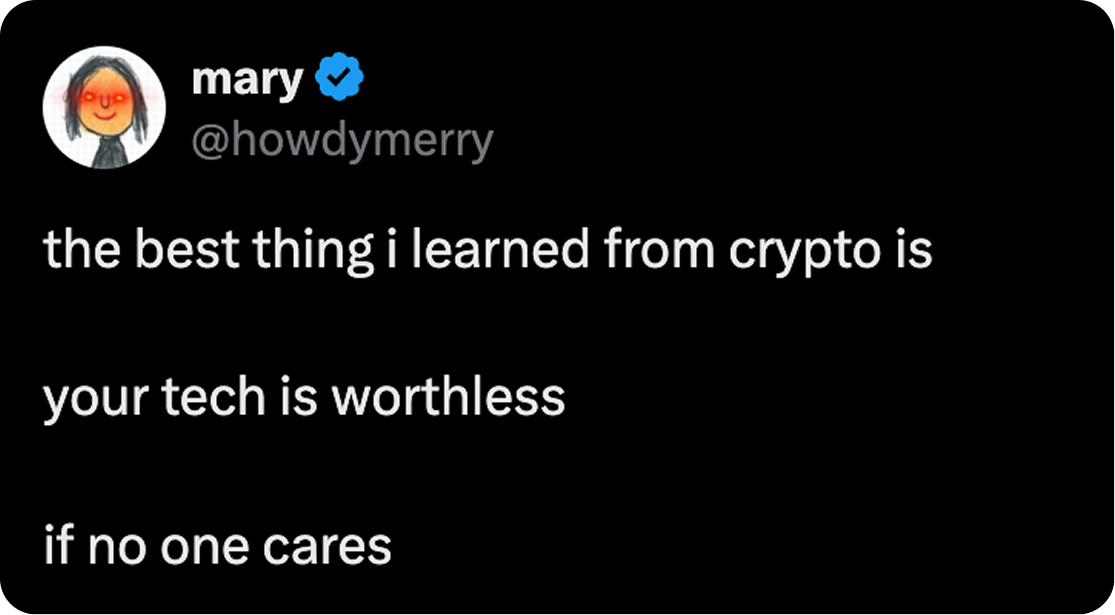 mary
@howdymerry
the best thing i learned from crypto is
your tech is worthless
if no one cares